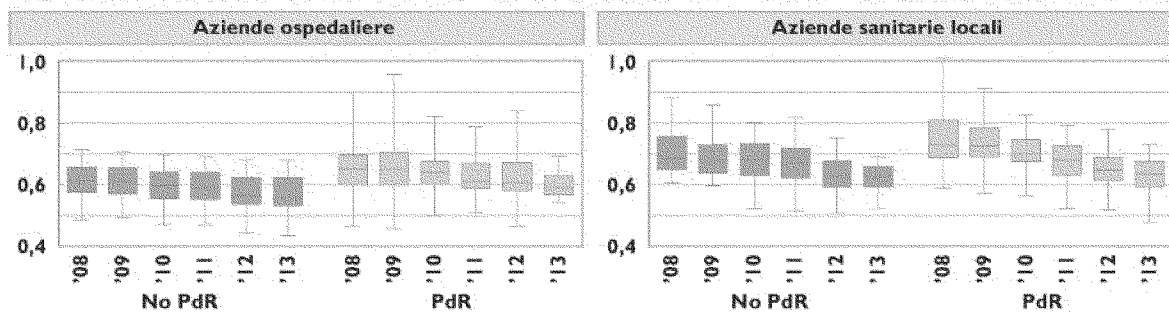 Aziende ospedaliere
1,0
0,8
0,6
0,4
'08 '09 '10 '11 '12 '13 '08 '09 '10 '11 '12 '13
No PdR PdR
Aziende sanitarie locali
1,0
0,8
0,6
0,4
'08 '09 '10 '11 '12 '13 '08 '09 '10 '11 '12 '13
No PdR PdR